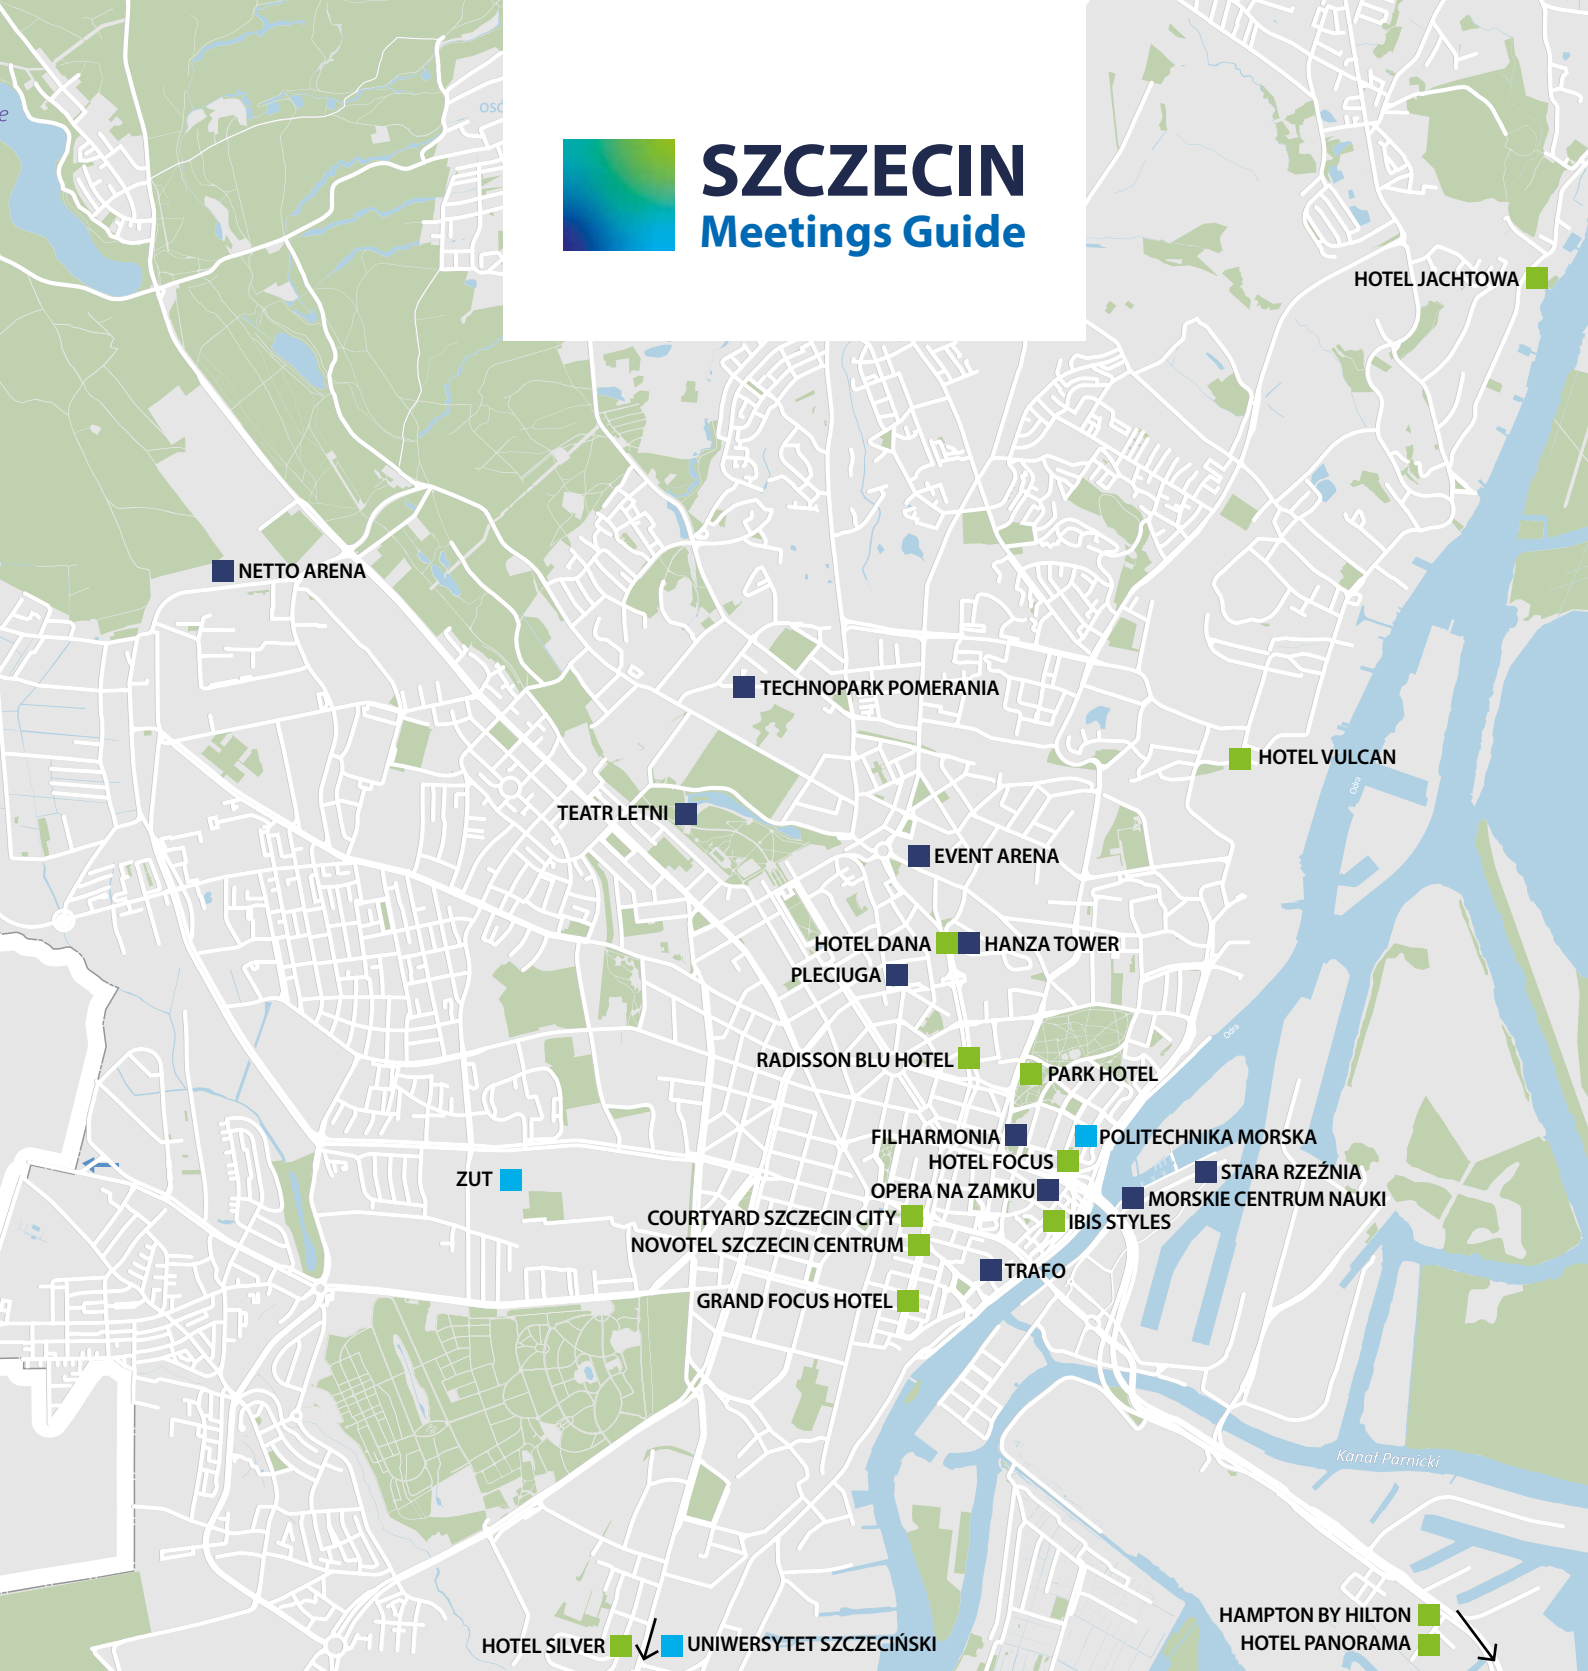 SZCZECIN
Meetings Guide
HOTEL JACHTOWA
NETTO ARENA
TECHNOPARK POMERANIA
HOTEL VULCAN
Odra
TEATR LETNI
EVENT ARENA
HOTEL DANA
HANZA TOWER
PLECIUGA
Odra
RADISSON BLU HOTEL
PARK HOTEL
FILHARMONIA
POLITECHNIKA MORSKA
HOTEL FOCUS
STARA RZEŹNIA
ZUT
OPERA NA ZAMKU
MORSKIE CENTRUM NAUKI
COURTYARD SZCZECIN CITY
IBIS STYLES
NOVOTEL SZCZECIN CENTRUM
TRAFO
GRAND FOCUS HOTEL
Kanał Parnicki
HAMPTON BY HILTON
HOTEL PANORAMA
HOTEL SILVER
UNIWERSYTET SZCZECIŃSKI